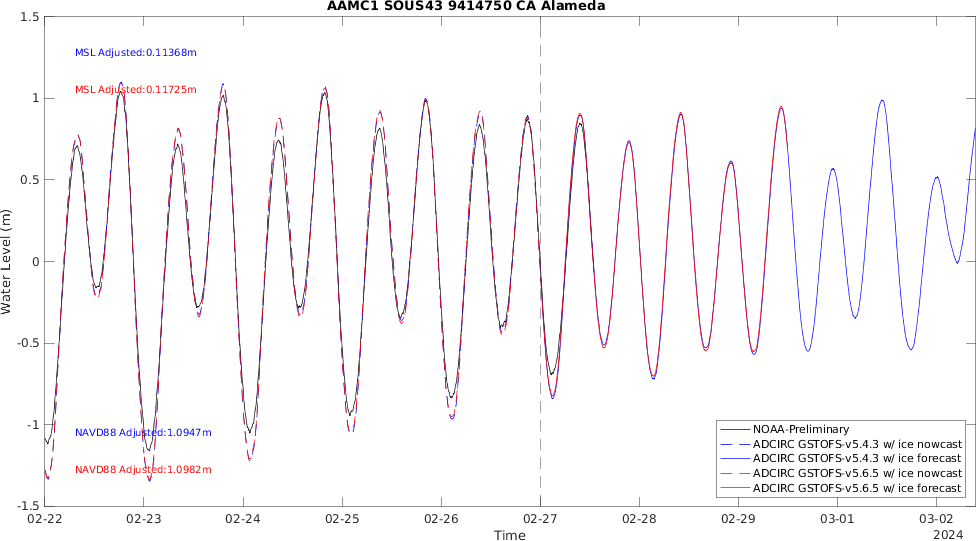 AAMC1 SOUS43 9414750 CA Alameda
1.5
MSL Adjusted:0.11368m
MSL Adjusted:0.11725m
1
0.5
Water Level (m)
0
-0.5
-1
NAVD88 Adjusted:1.0947m
NAVD88 Adjusted:1.0982m
-1.5
NOAA-Preliminary
ADCIRC GSTOFS-v5.4.3 w/ ice nowcast
ADCIRC GSTOFS-v5.4.3 w/ ice forecast
ADCIRC GSTOFS-v5.6.5 w/ ice nowcast
ADCIRC GSTOFS-v5.6.5 w/ ice forecast
02-22 02-23 02-24 02-25 02-26 02-27 02-28 02-29 03-01 03-02
2024
Time